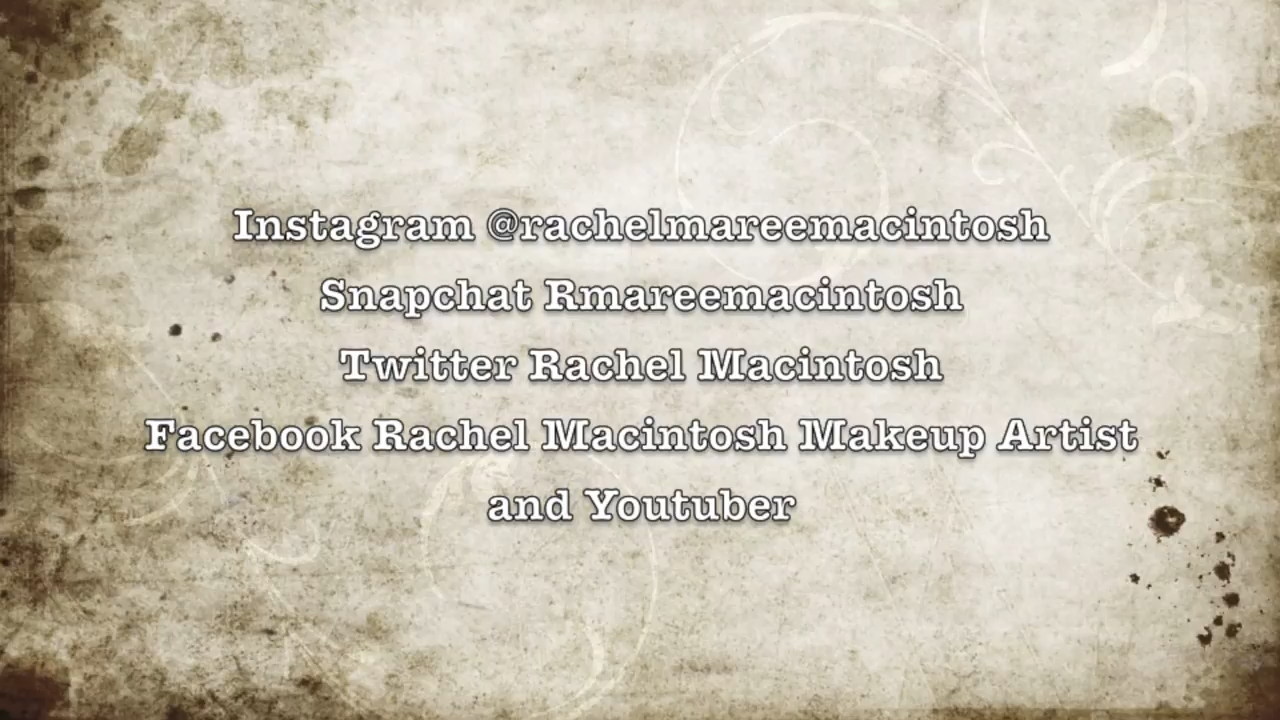 Instagram @rachelmareemacintosh
Snapchat Rmareemacintosh
Twitter Rachel Macintosh
Facebook Rachel Macintosh Makeup Artist
and Youtuber